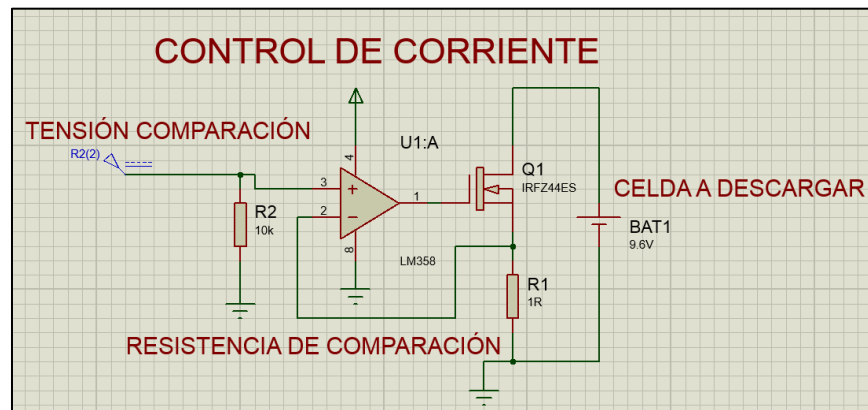 CONTROL DE CORRIENTE
TENSIÓN COMPARACIÓN
R2(2)
U1:A
4
3
1
2
8
LM358
R2
10k
Q1
IRFZ44ES
CELDA A DESCARGAR
BAT1
9.6V
R1
1R
RESISTENCIA DE COMPARACIÓN